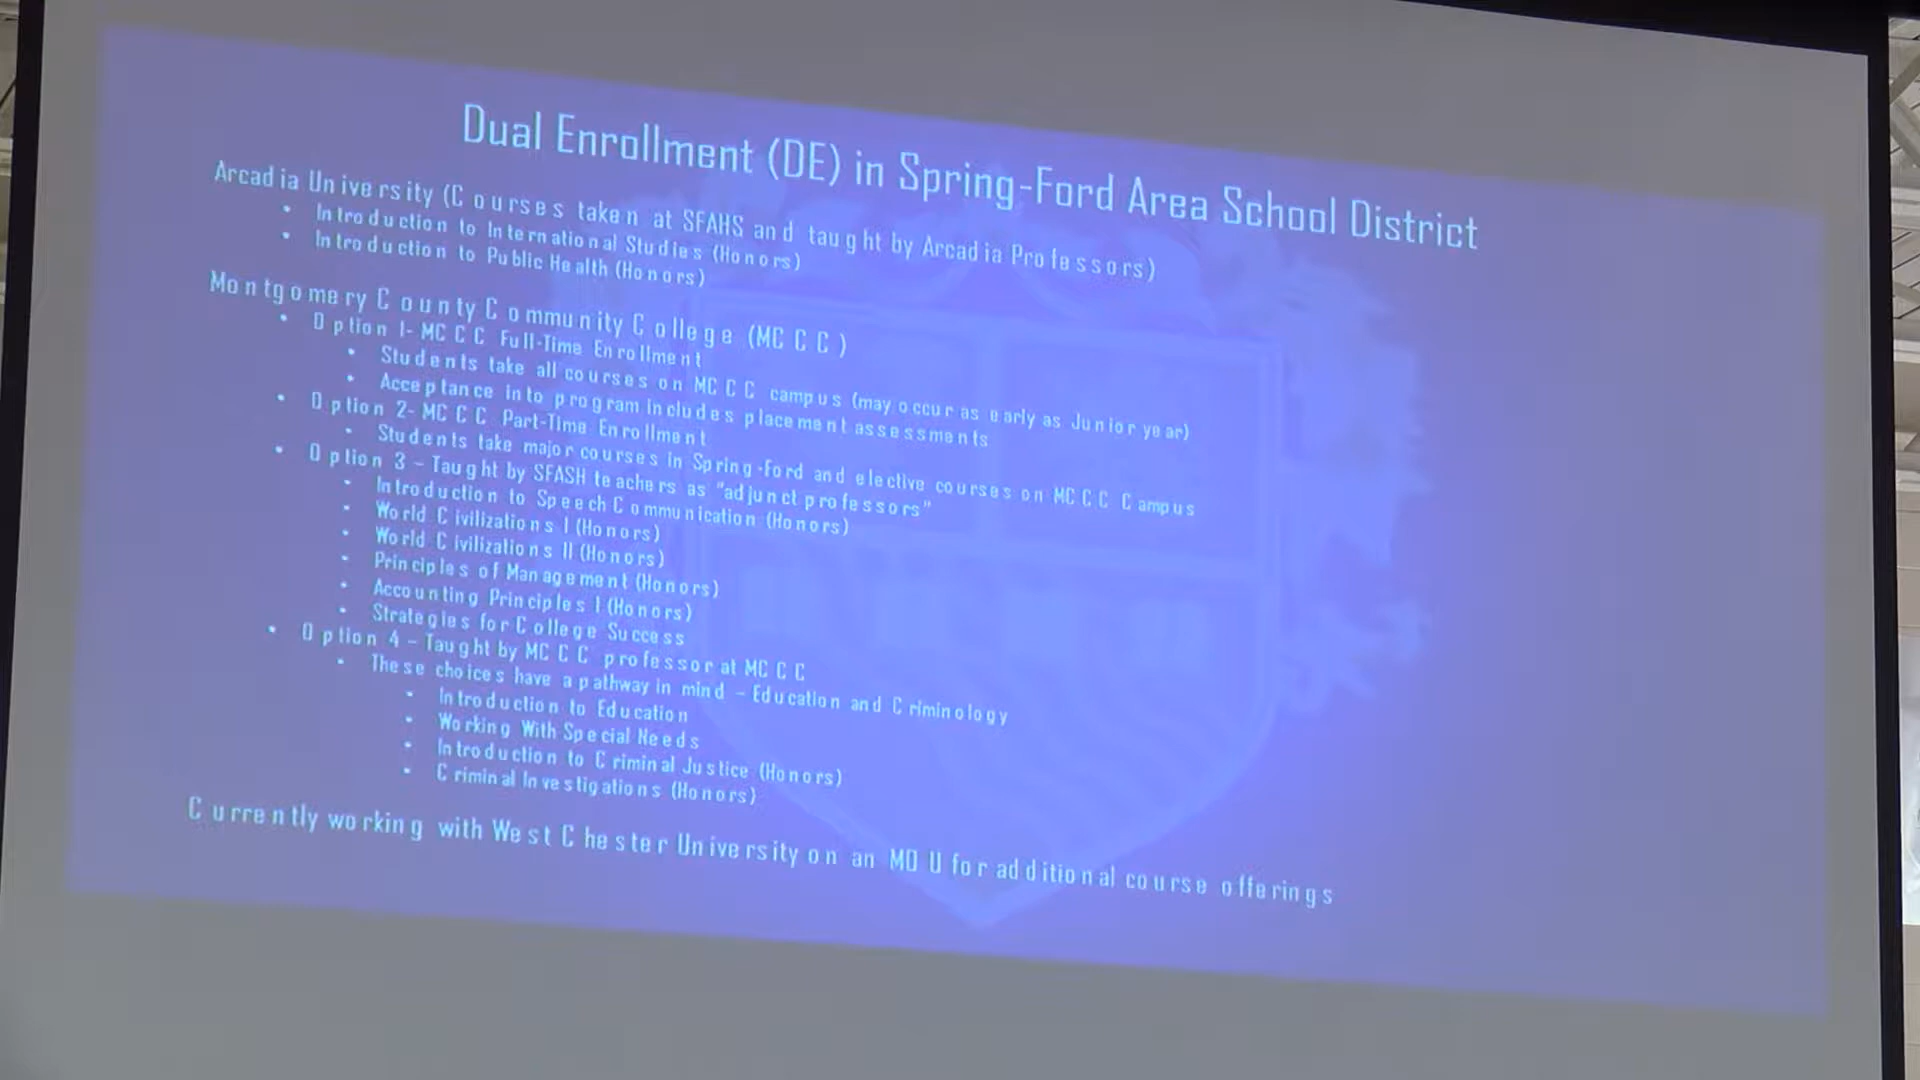 Dual Enrollment (DE) in Spring-Ford Area School District
Arcadia University (Courses taken at SFAHS and taught by Arcadia Professors)
• Introduction to International Studies (Honors)
• Introduction to Public Health (Honors)
Montgomery County Community College (MCCC)
• Option 1- MCCC Full-Time Enrollment
• Students take all courses on MCCC campus (may occur as early as Junior year)
• Acceptance into program includes placement assessments
• Option 2- MCCC Part-Time Enrollment
• Students take major courses in Spring-Ford and elective courses on MCCC Campus
• Option 3 – Taught by SFASH teachers as "adjunct professors"
• Introduction to Speech Communication (Honors)
• World Civilizations I (Honors)
• World Civilizations II (Honors)
• Principles of Management (Honors)
• Accounting Principles I (Honors)
• Strategies for College Success
• Option 4 – Taught by MCCC professor at MCCC
• These choices have a pathway in mind – Education and Criminology
• Introduction to Education
• Working With Special Needs
• Introduction to Criminal Justice (Honors)
• Criminal Investigations (Honors)
Currently working with West Chester University on an MOU for additional course offerings